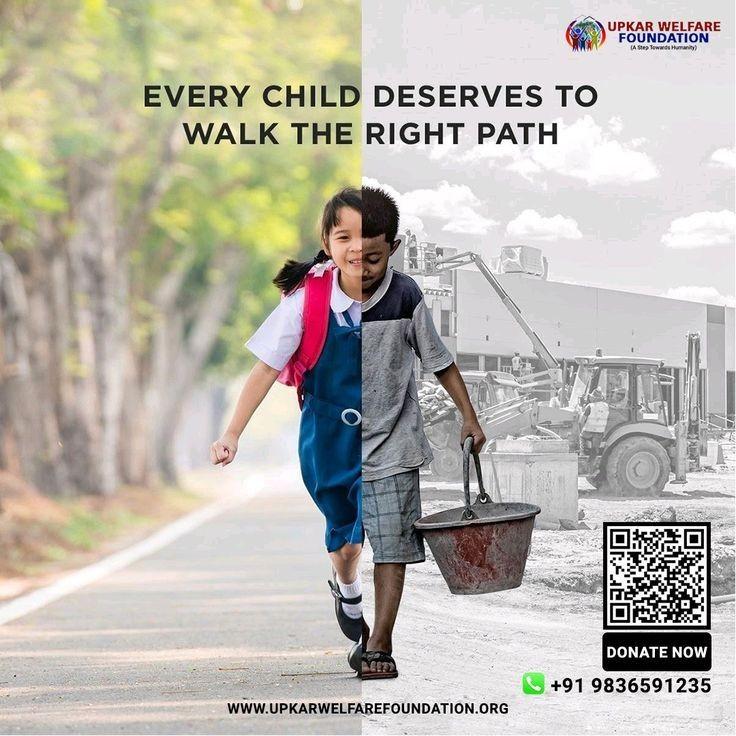 UPKAR WELFARE
FOUNDATION
(A Step Towards Humanity)
EVERY CHILD DESERVES TO
WALK THE RIGHT PATH
DONATE NOW
+91 9836591235
WWW.UPKARWELFAREFOUNDATION.ORG